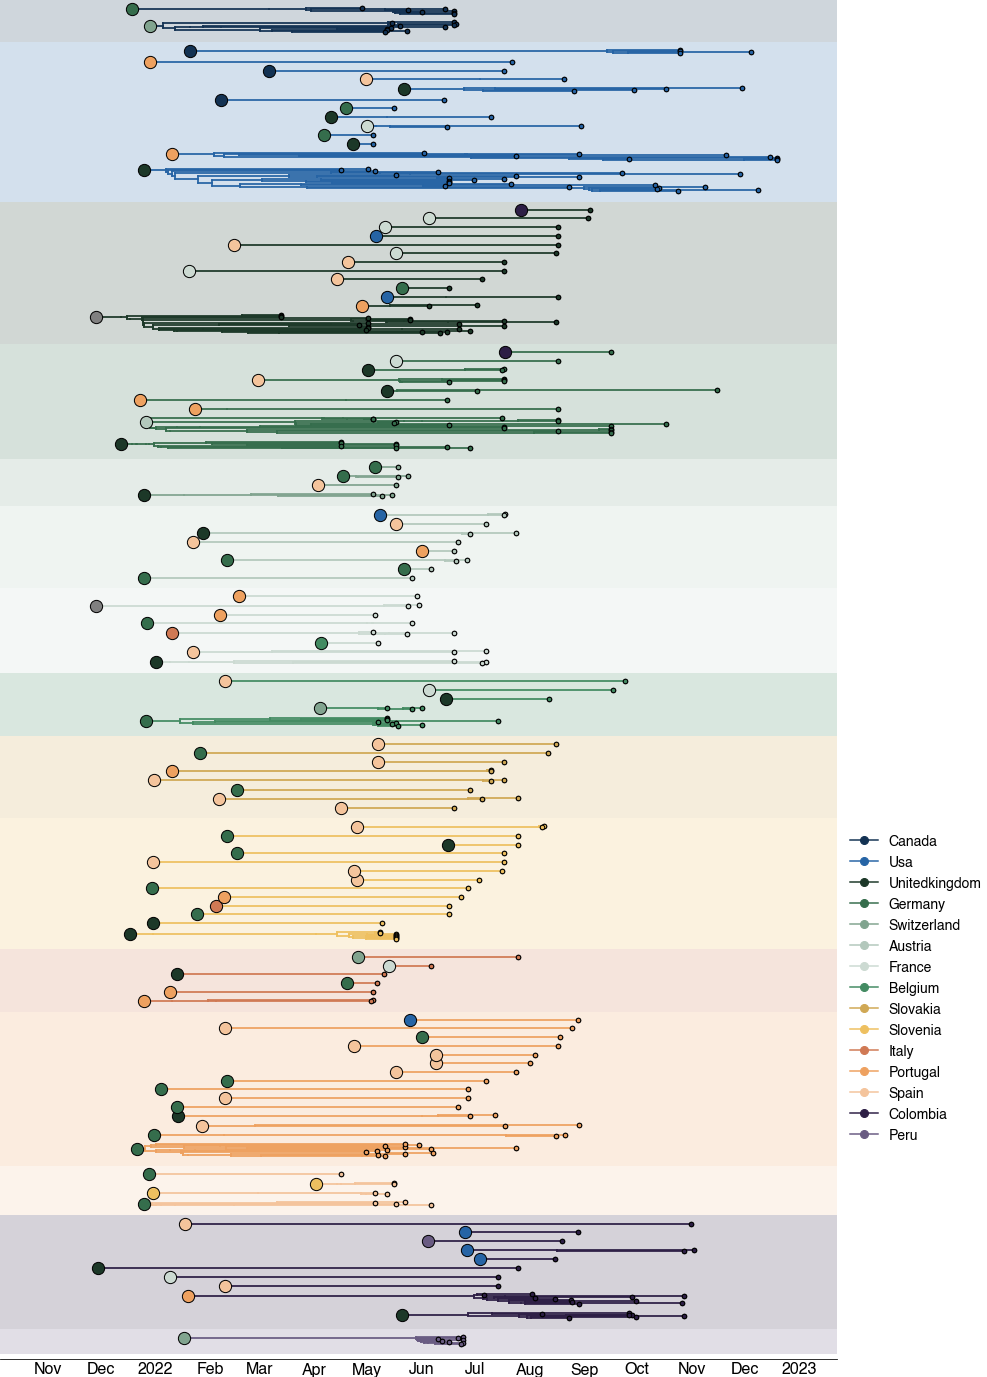 Canada
Usa
Unitedkingdom
Germany
Switzerland
Austria
France
Belgium
Slovakia
Slovenia
Italy
Portugal
Spain
Colombia
Peru
Nov Dec 2022 Feb Mar Apr May Jun Jul Aug Sep Oct Nov Dec 2023